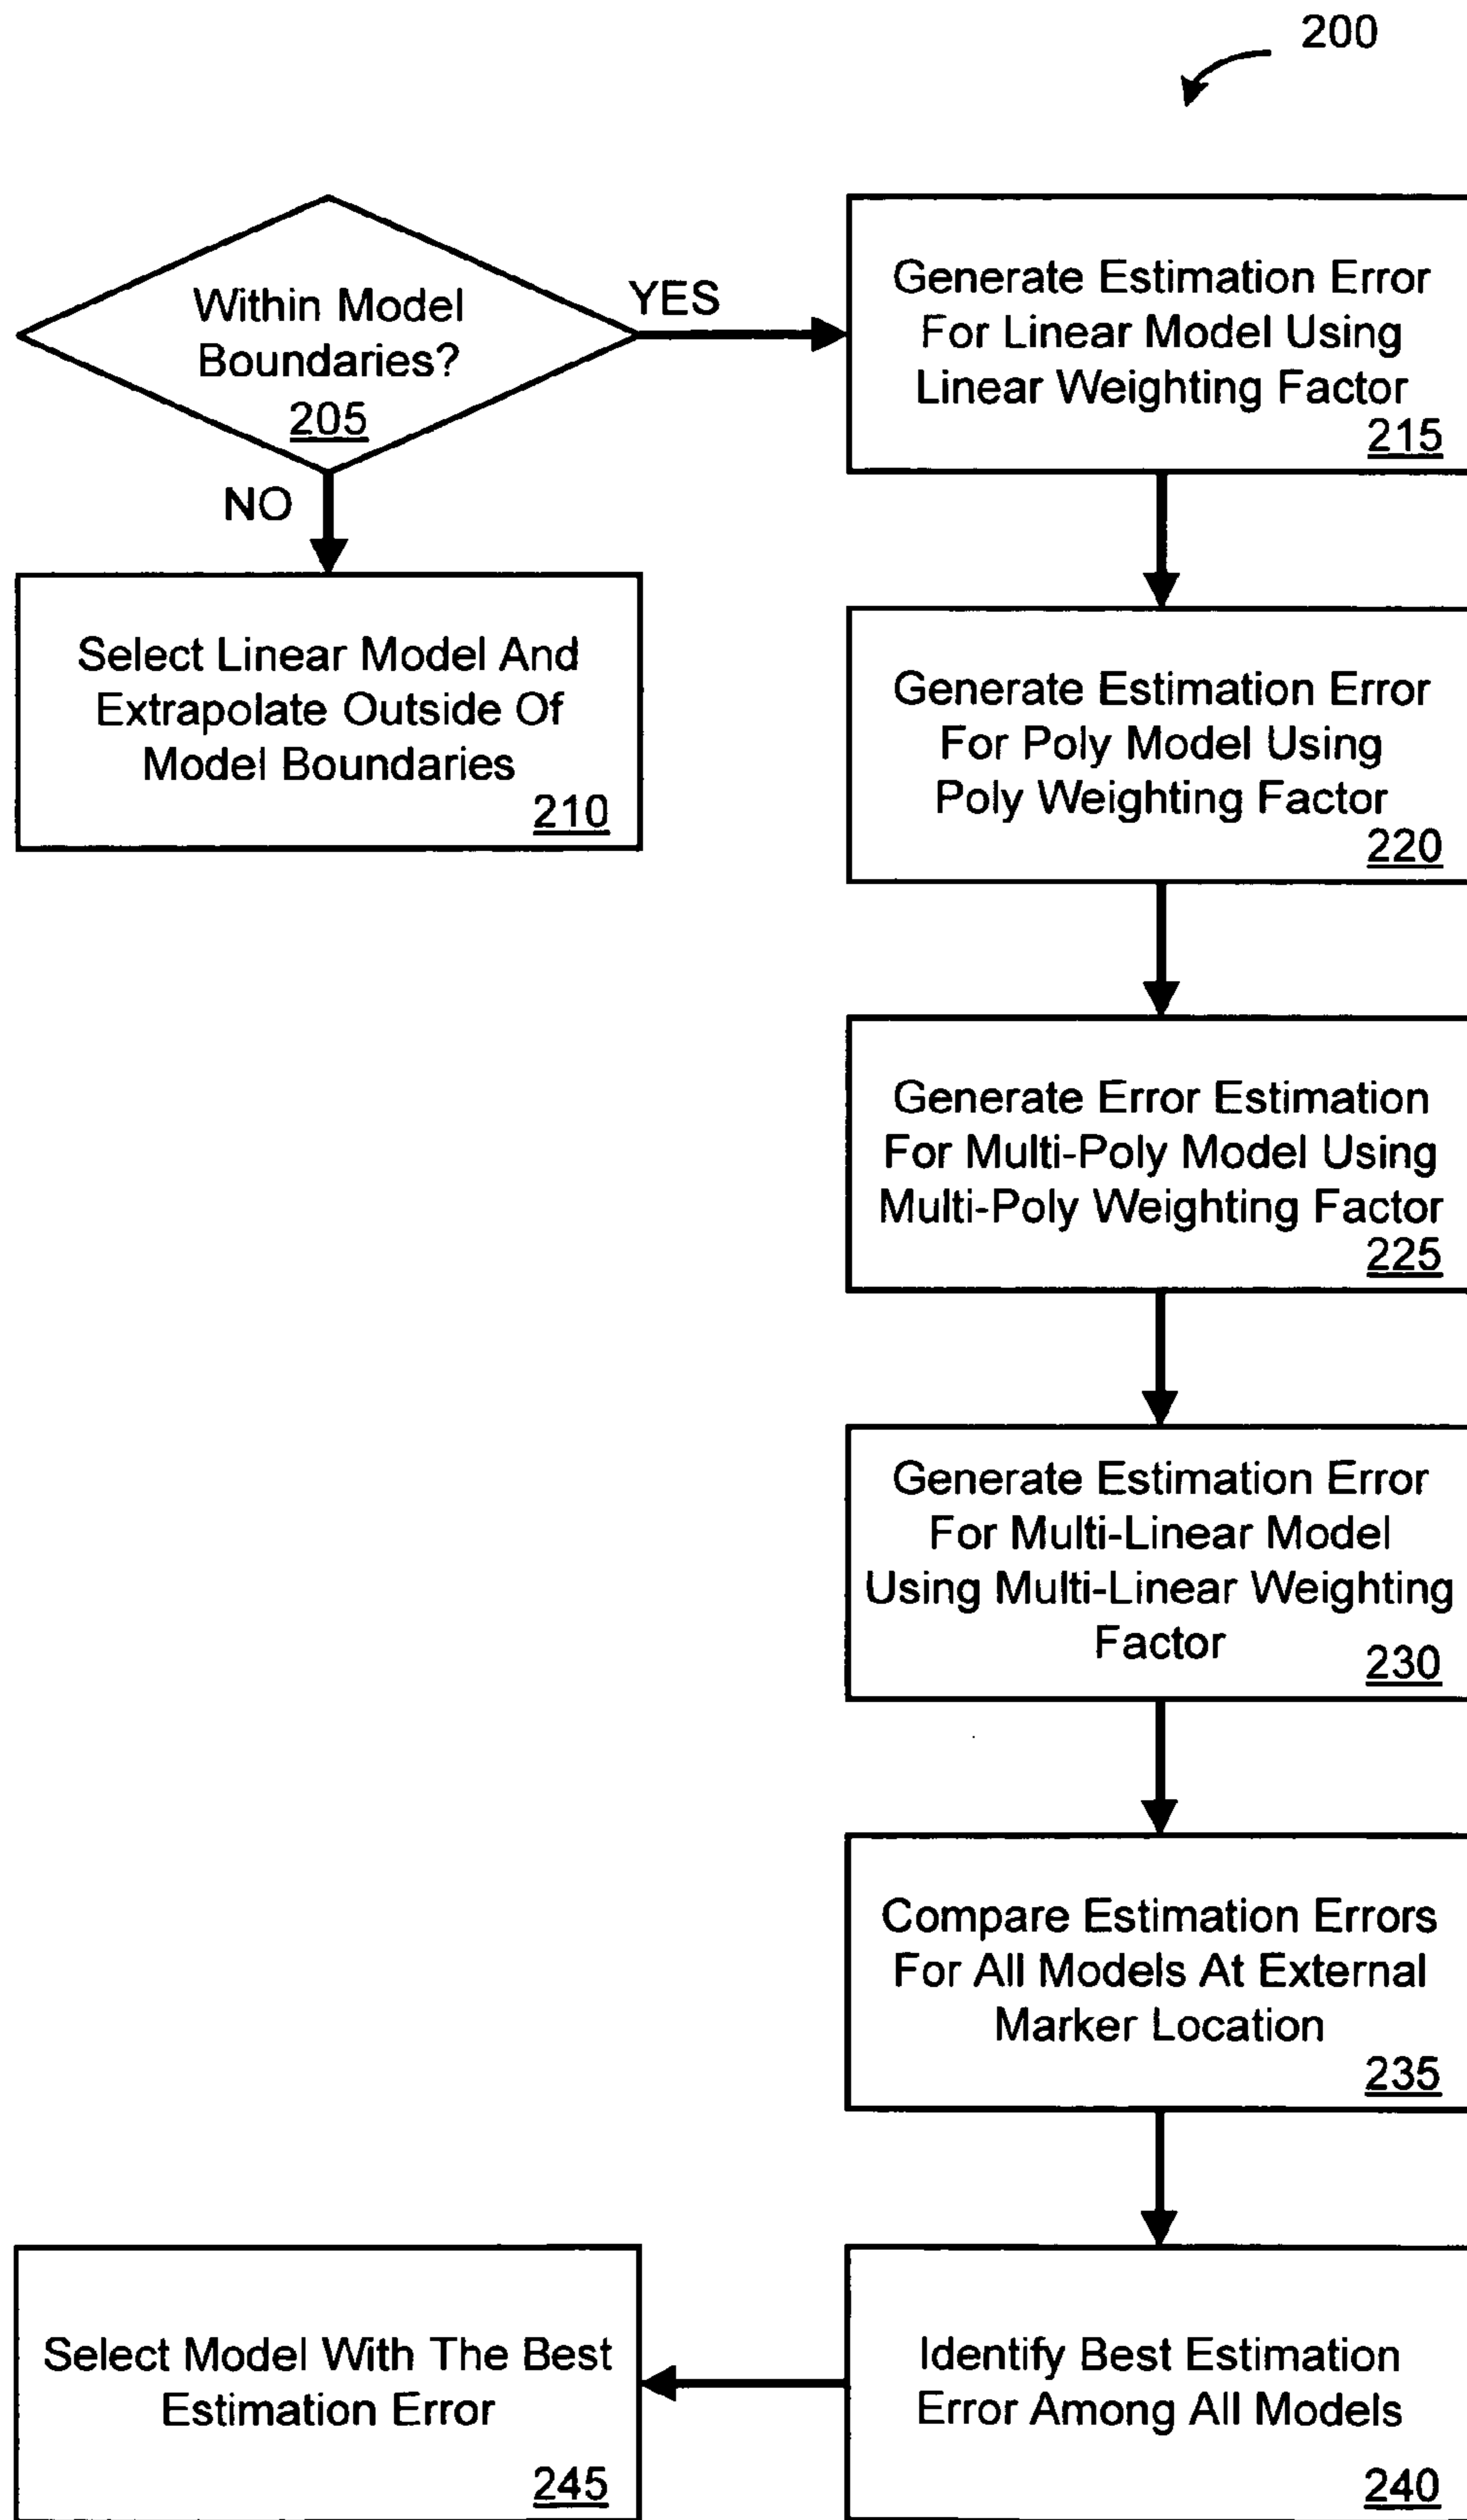 200
Within Model
Boundaries?
205
YES
NO
Select Linear Model And
Extrapolate Outside Of
Model Boundaries
210
Generate Estimation Error
For Linear Model Using
Linear Weighting Factor
215
Generate Estimation Error
For Poly Model Using
Poly Weighting Factor
220
Generate Error Estimation
For Multi-Poly Model Using
Multi-Poly Weighting Factor
225
Generate Estimation Error
For Multi-Linear Model
Using Multi-Linear Weighting
Factor
230
Compare Estimation Errors
For All Models At External
Marker Location
235
Identify Best Estimation
Error Among All Models
240
Select Model With The Best
Estimation Error
245